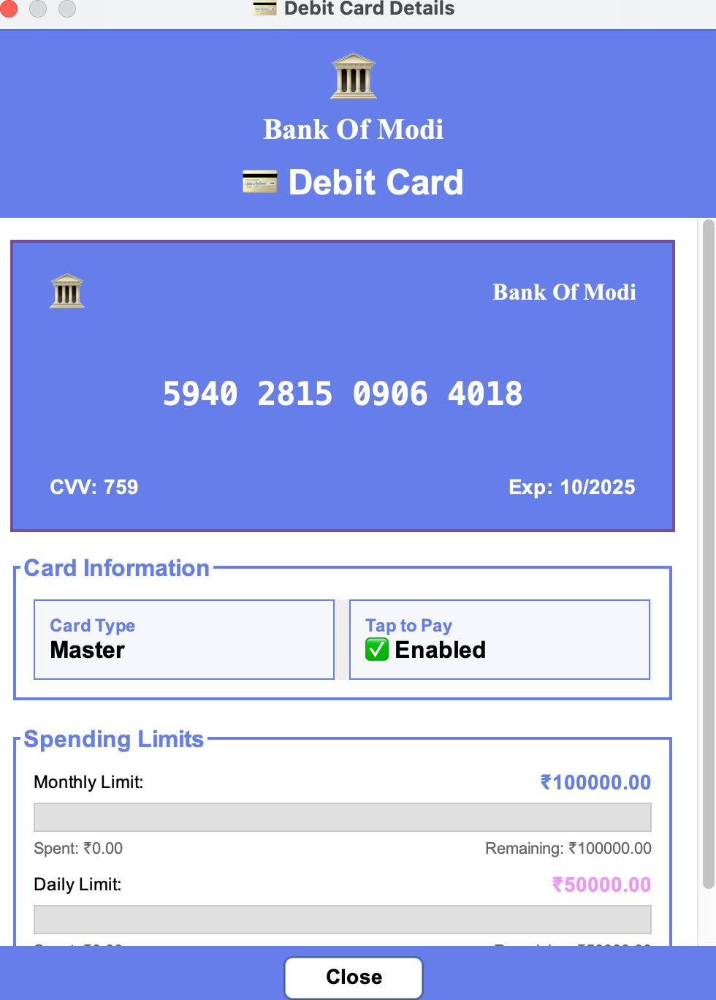 Debit Card Details
Bank Of Modi
Debit Card
Bank Of Modi
5940 2815 0906 4018
CVV: 759 Exp: 10/2025
Card Information
Card Type Tap to Pay
Master Enabled
Spending Limits
Monthly Limit: ₹100000.00
Spent: ₹0.00 Remaining: ₹100000.00
Daily Limit: ₹50000.00
Close